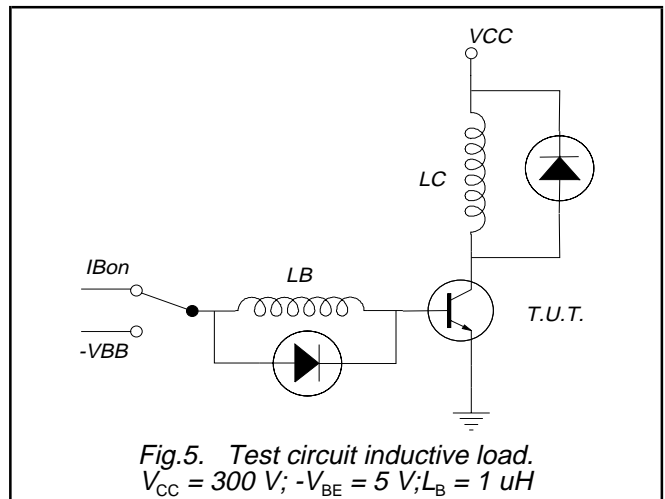 VCC
LC
IBon
LB
T.U.T.
-VBB
Fig.5. Test circuit inductive load.
VCC = 300 V; -VBE = 5 V;LB = 1 uH